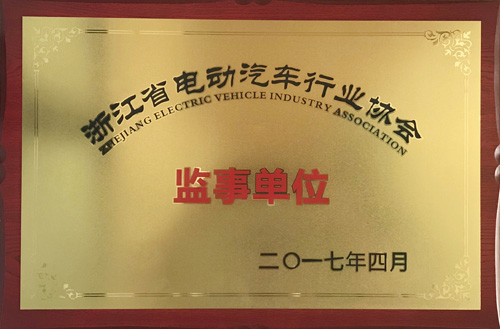 浙江省电动汽车行业协会
ZHEJIANG ELECTRIC VEHICLE INDUSTRY ASSOCIATION
监事单位
二〇一七年四月